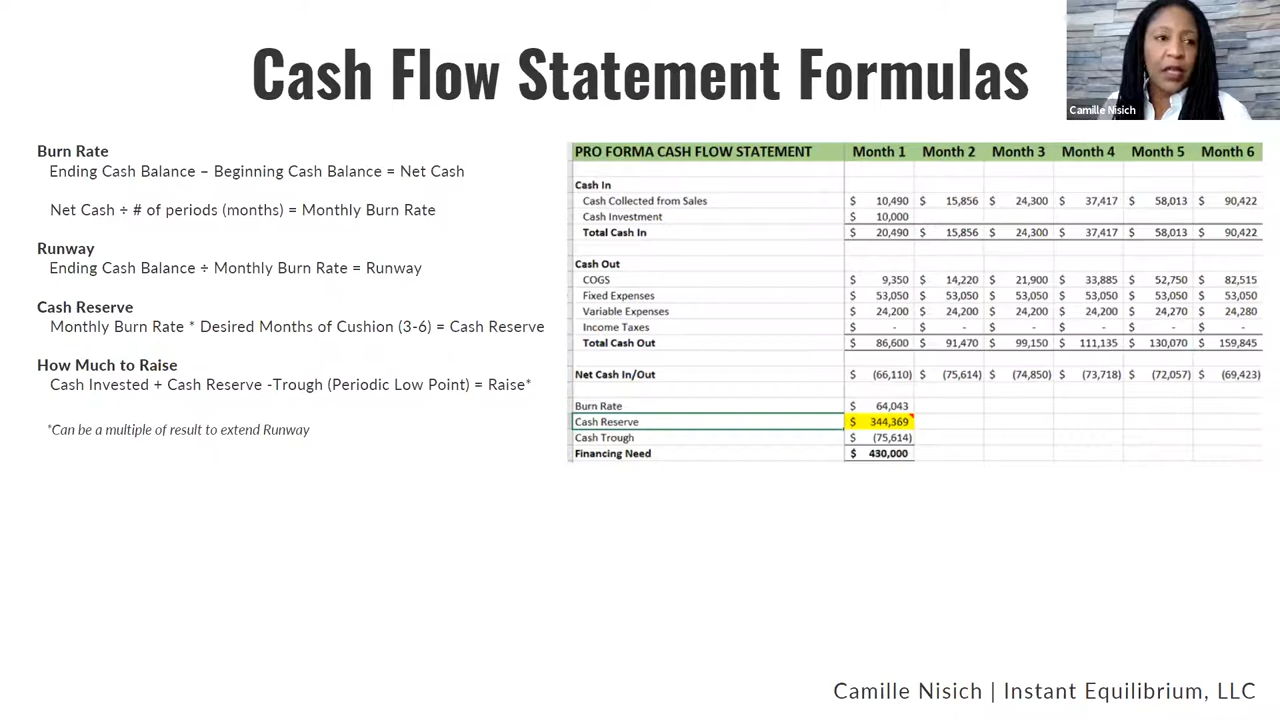 Cash Flow Statement Formulas
Camille Nisich
Burn Rate
Ending Cash Balance – Beginning Cash Balance = Net Cash
Net Cash ÷ # of periods (months) = Monthly Burn Rate
Runway
Ending Cash Balance ÷ Monthly Burn Rate = Runway
Cash Reserve
Monthly Burn Rate * Desired Months of Cushion (3-6) = Cash Reserve
How Much to Raise
Cash Invested + Cash Reserve -Trough (Periodic Low Point) = Raise*
*Can be a multiple of result to extend Runway
PRO FORMA CASH FLOW STATEMENT Month 1 Month 2 Month 3 Month 4 Month 5 Month 6
Cash In
Cash Collected from Sales $ 10,490 $ 15,856 $ 24,300 $ 37,417 $ 58,013 $ 90,422
Cash Investment $ 10,000
Total Cash In $ 20,490 $ 15,856 $ 24,300 $ 37,417 $ 58,013 $ 90,422
Cash Out
COGS $ 9,350 $ 14,220 $ 21,900 $ 33,885 $ 52,750 $ 82,515
Fixed Expenses $ 53,050 $ 53,050 $ 53,050 $ 53,050 $ 53,050 $ 53,050
Variable Expenses $ 24,200 $ 24,200 $ 24,200 $ 24,200 $ 24,270 $ 24,280
Income Taxes $ - $ - $ - $ - $ - $ -
Total Cash Out $ 86,600 $ 91,470 $ 99,150 $ 111,135 $ 130,070 $ 159,845
Net Cash In/Out $ (66,110) $ (75,614) $ (74,850) $ (73,718) $ (72,057) $ (69,423)
Burn Rate $ 64,043
Cash Reserve $ 344,369
Cash Trough $ (75,614)
Financing Need $ 430,000
Camille Nisich | Instant Equilibrium, LLC